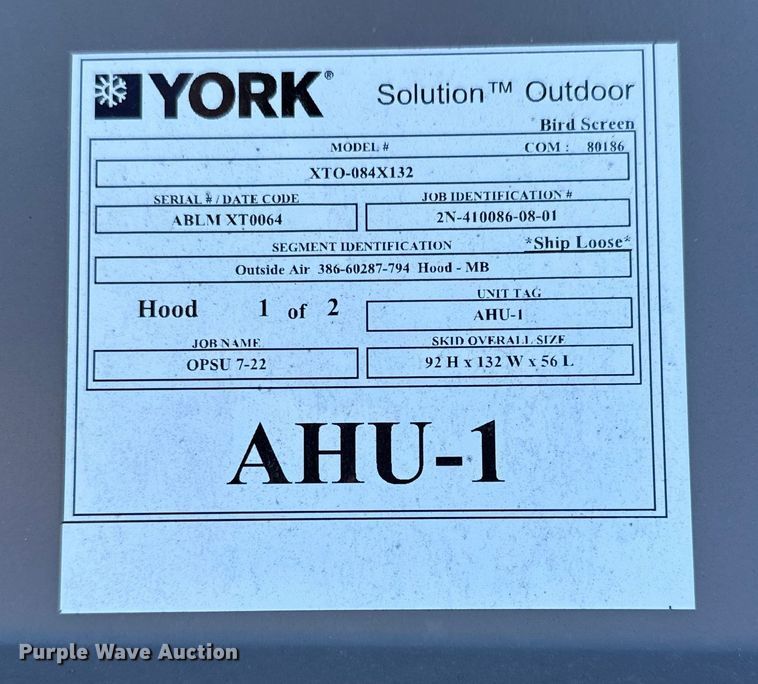 YORK® Solution™ Outdoor
Bird Screen
MODEL # COM : 80186
XTO-084X132
SERIAL # / DATE CODE JOB IDENTIFICATION #
ABLM XT0064 2N-410086-08-01
SEGMENT IDENTIFICATION *Ship Loose*
Outside Air 386-60287-794 Hood - MB
Hood 1 of 2
UNIT TAG
AHU-1
JOB NAME SKID OVERALL SIZE
OPSU 7-22 92 H x 132 W x 56 L
AHU-1
Purple Wave Auction